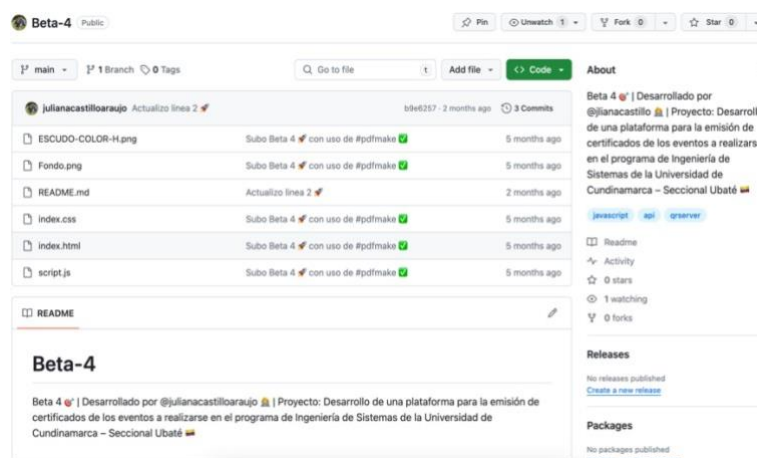 Beta-4 Public
Pin
Unwatch 1
Fork 0
Star 0
main
1 Branch
0 Tags
Go to file
t
Add file
<> Code
julianacastilloaraujo Actualizo linea 2 🚀
b9e6257 · 2 months ago
3 Commits
ESCUDO-COLOR-H.png Subo Beta 4 🚀 con uso de #pdfmake ✅ 5 months ago
Fondo.png Subo Beta 4 🚀 con uso de #pdfmake ✅ 5 months ago
README.md Actualizo linea 2 🚀 2 months ago
index.css Subo Beta 4 🚀 con uso de #pdfmake ✅ 5 months ago
index.html Subo Beta 4 🚀 con uso de #pdfmake ✅ 5 months ago
script.js Subo Beta 4 🚀 con uso de #pdfmake ✅ 5 months ago
README
Beta-4
Beta 4 🎯 | Desarrollado por @julianacastilloaraujo 👩‍💻 | Proyecto: Desarrollo de una plataforma para la emisión de
certificados de los eventos a realizarse en el programa de Ingeniería de Sistemas de la Universidad de
Cundinamarca – Seccional Ubaté 🇨🇴
About
Beta 4 🎯 | Desarrollado por
@jlianacastillo 👩‍💻 | Proyecto: Desarroll
de una plataforma para la emisión de
certificados de los eventos a realizars
en el programa de Ingeniería de
Sistemas de la Universidad de
Cundinamarca – Seccional Ubaté 🇨🇴
javascript api qrserver
Readme
Activity
0 stars
1 watching
0 forks
Releases
No releases published
Create a new release
Packages
No packages published